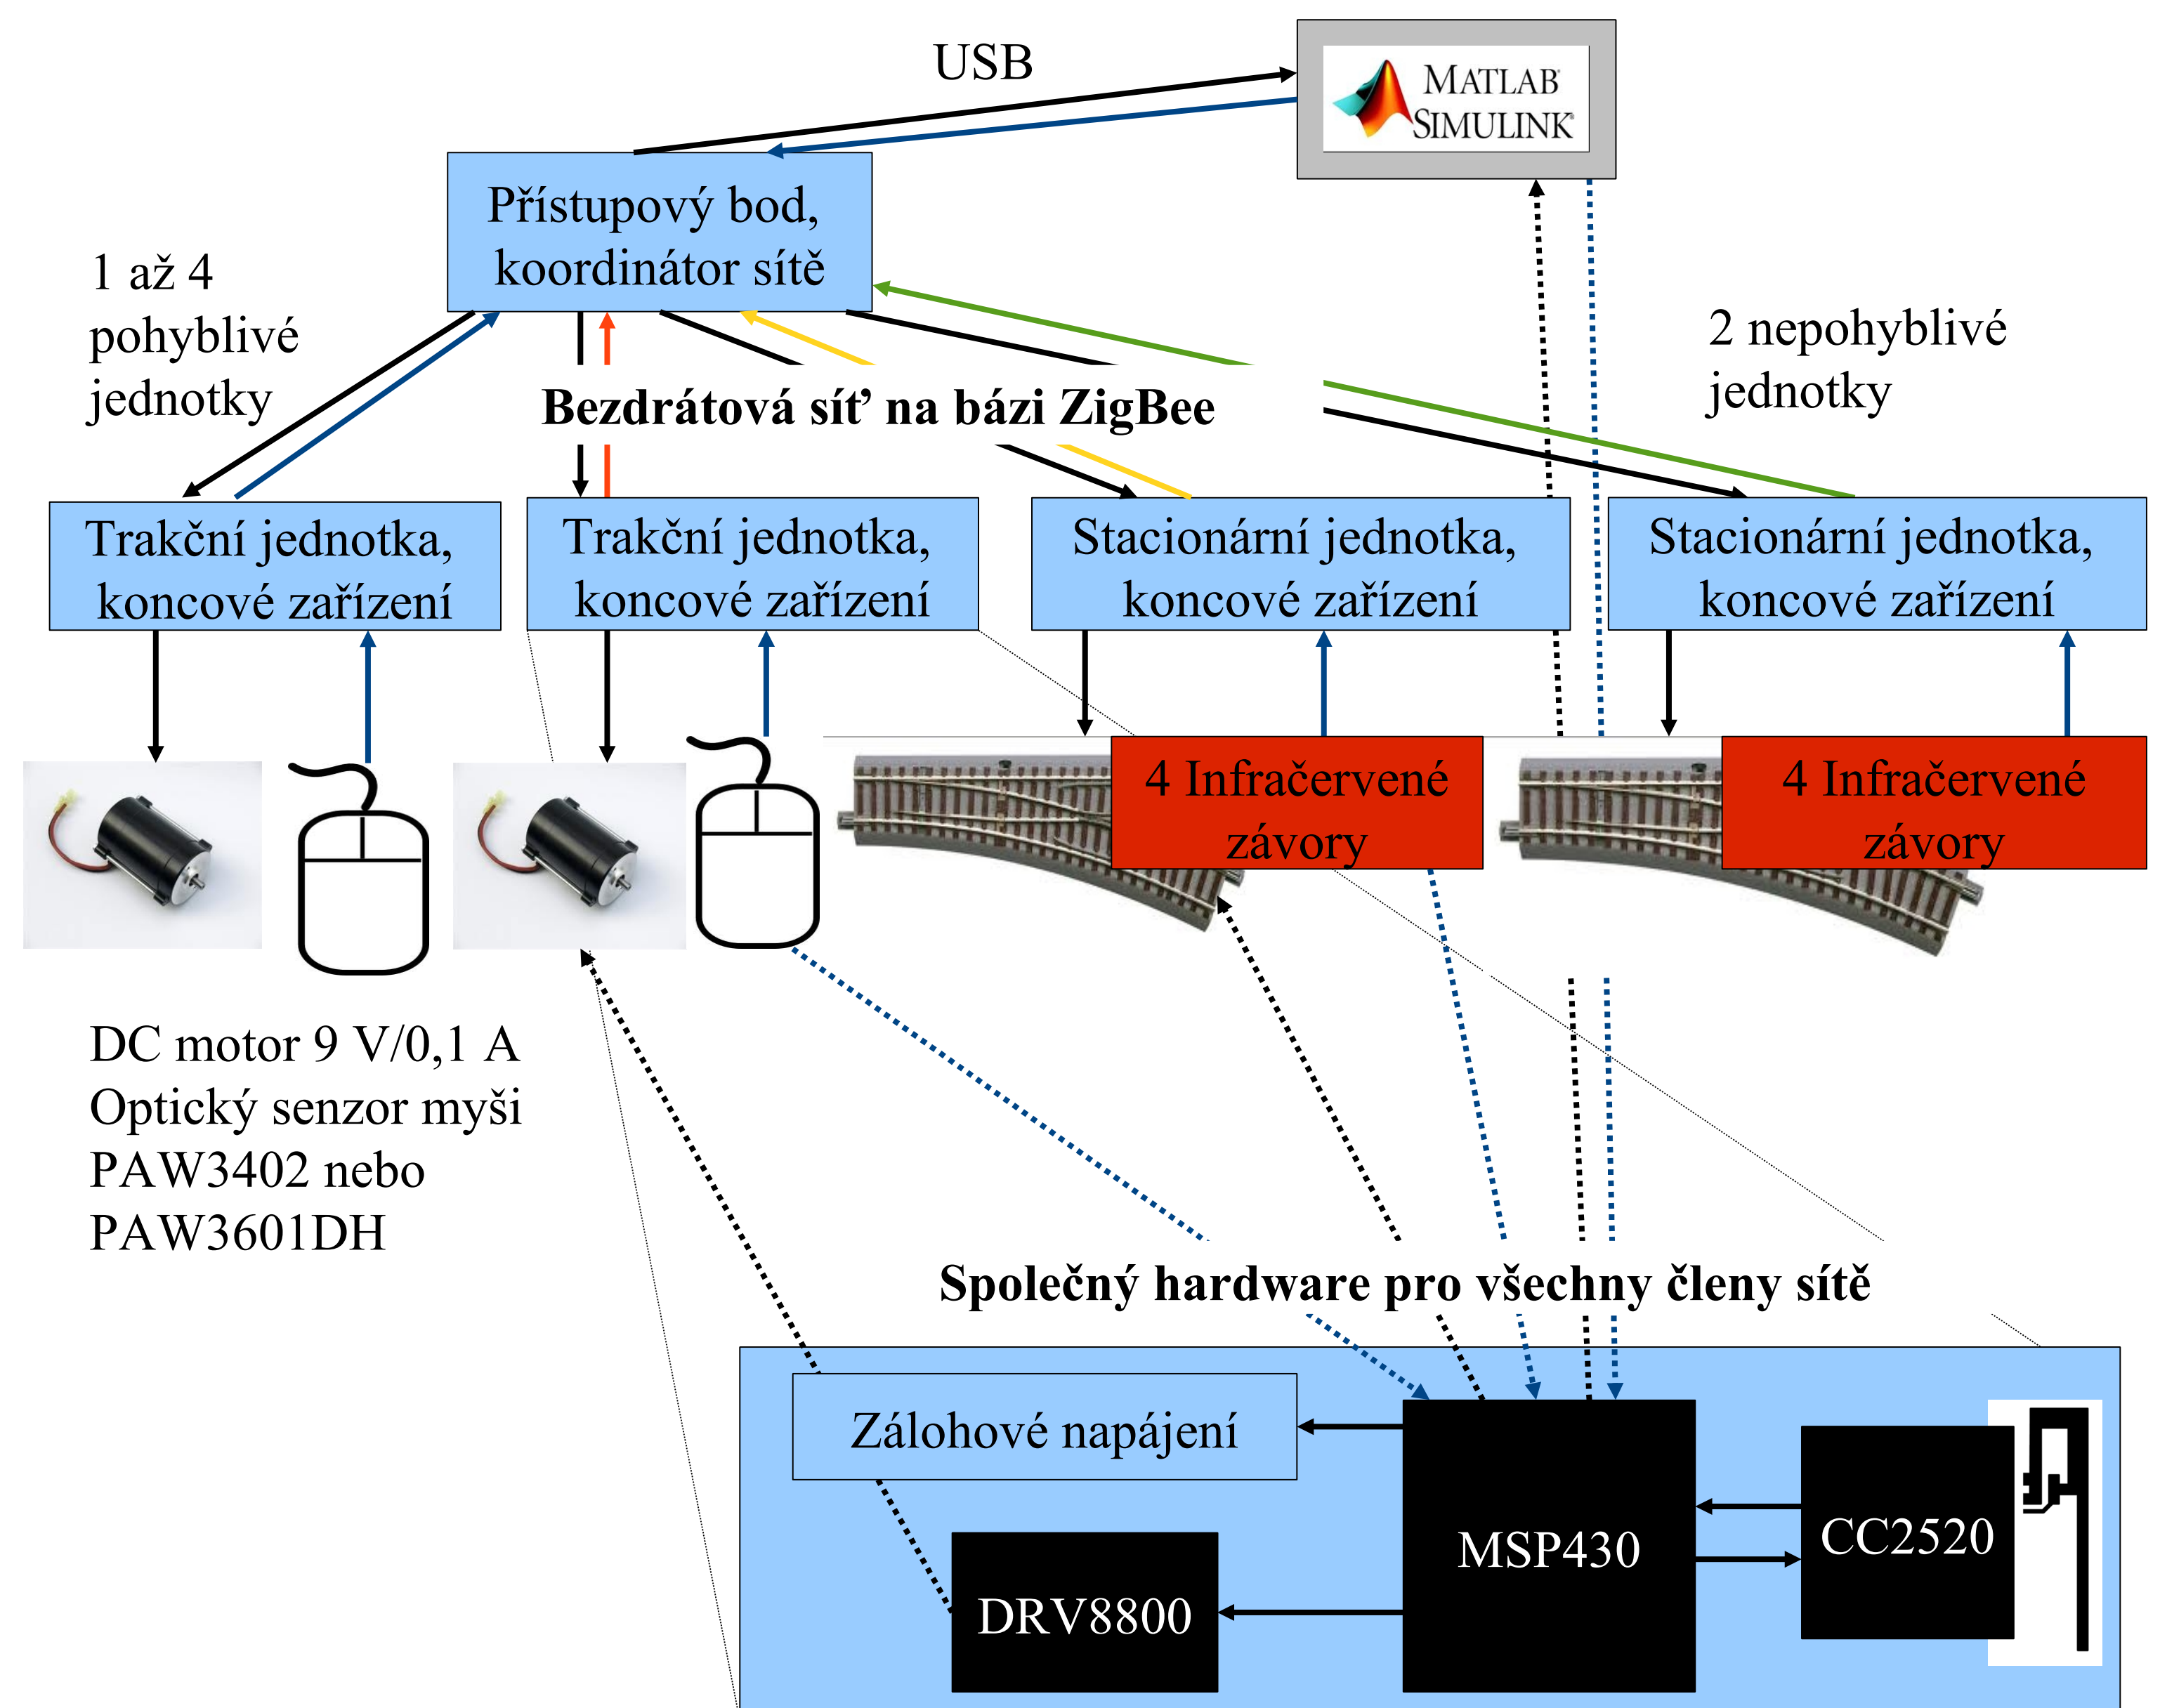 USB
MATLAB
SIMULINK®
Přístupový bod,
koordinátor sítě
1 až 4
pohyblivé
jednotky
2 nepohyblivé
jednotky
Bezdrátová síť na bázi ZigBee
Trakční jednotka,
koncové zařízení
Trakční jednotka,
koncové zařízení
Stacionární jednotka,
koncové zařízení
Stacionární jednotka,
koncové zařízení
4 Infračervené
závory
4 Infračervené
závory
DC motor 9 V/0,1 A
Optický senzor myši
PAW3402 nebo
PAW3601DH
Společný hardware pro všechny členy sítě
Zálohové napájení
MSP430
CC2520
DRV8800